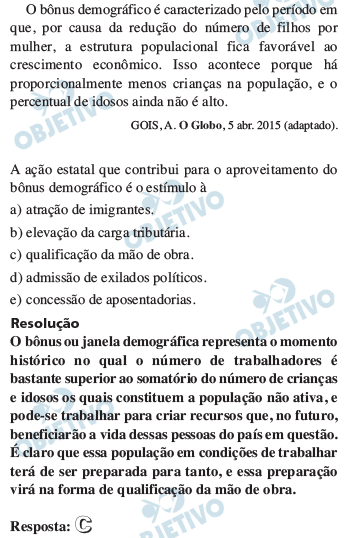 O bônus demográfico é caracterizado pelo período em
que, por causa da redução do número de filhos por
mulher, a estrutura populacional fica favorável ao
crescimento econômico. Isso acontece porque há
proporcionalmente menos crianças na população, e o
percentual de idosos ainda não é alto.
GOIS, A. O Globo, 5 abr. 2015 (adaptado).
A ação estatal que contribui para o aproveitamento do
bônus demográfico é o estímulo à
a) atração de imigrantes.
b) elevação da carga tributária.
c) qualificação da mão de obra.
d) admissão de exilados políticos.
e) concessão de aposentadorias.
Resolução
O bônus ou janela demográfica representa o momento
histórico no qual o número de trabalhadores é
bastante superior ao somatório do número de crianças
e idosos os quais constituem a população não ativa, e
pode-se trabalhar para criar recursos que, no futuro,
beneficiarão a vida dessas pessoas do país em questão.
É claro que essa população em condições de trabalhar
terá de ser preparada para tanto, e essa preparação
virá na forma de qualificação da mão de obra.
Resposta: C
OBJETIVO
OBJETIVO
OBJETIVO
OBJETIVO
OBJETIVO
OBJETIVO